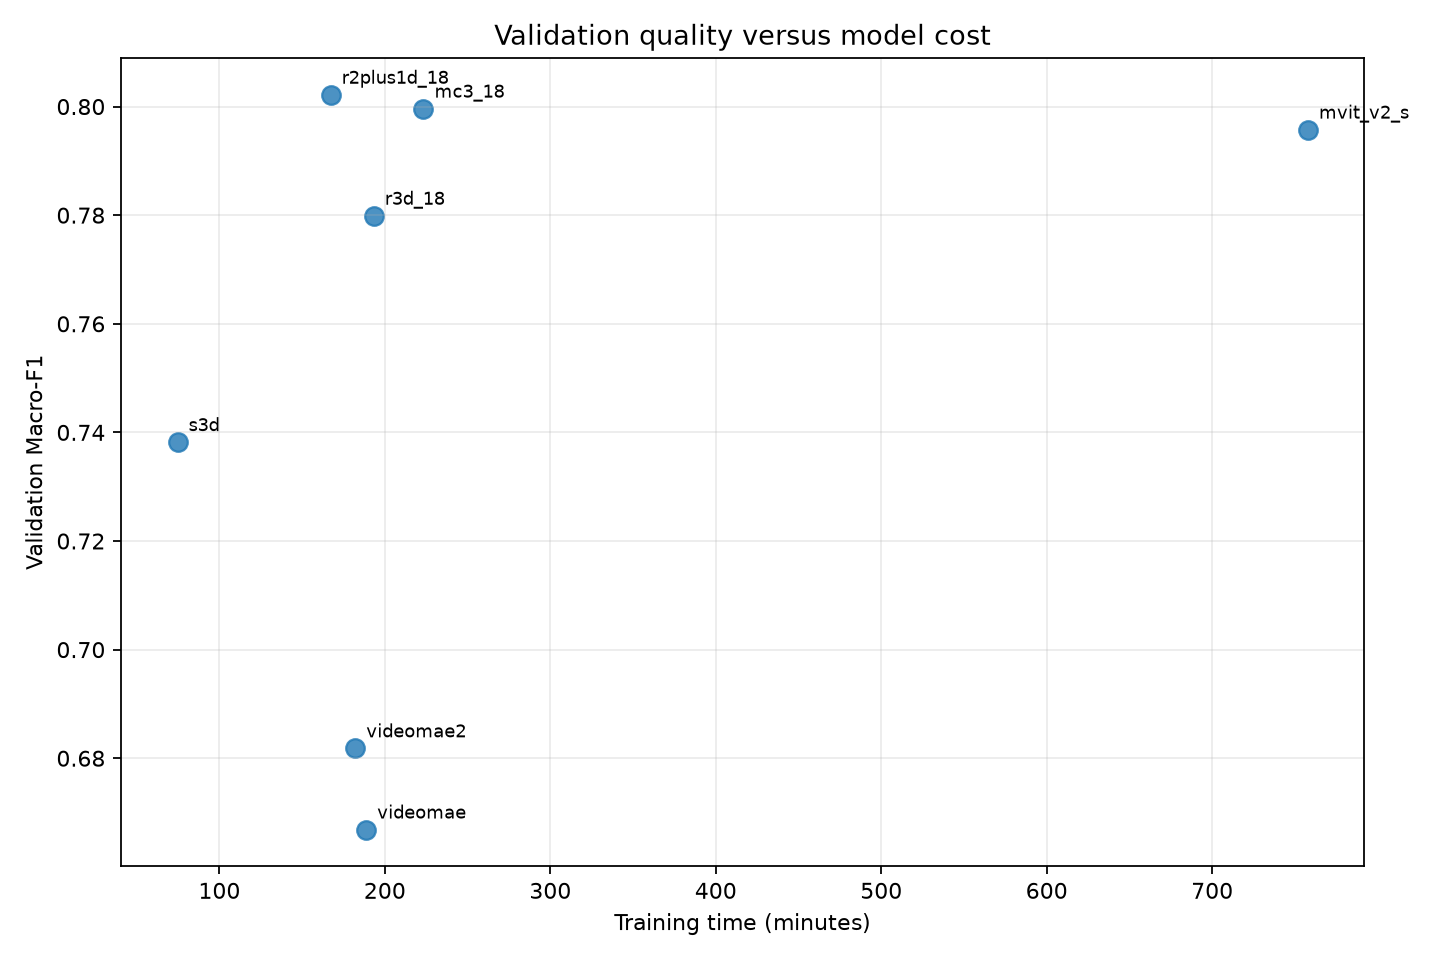 Validation quality versus model cost
r2plus1d_18
mc3_18
mvit_v2_s
r3d_18
s3d
videomae2
videomae
Validation Macro-F1
0.80
0.78
0.76
0.74
0.72
0.70
0.68
100 200 300 400 500 600 700
Training time (minutes)